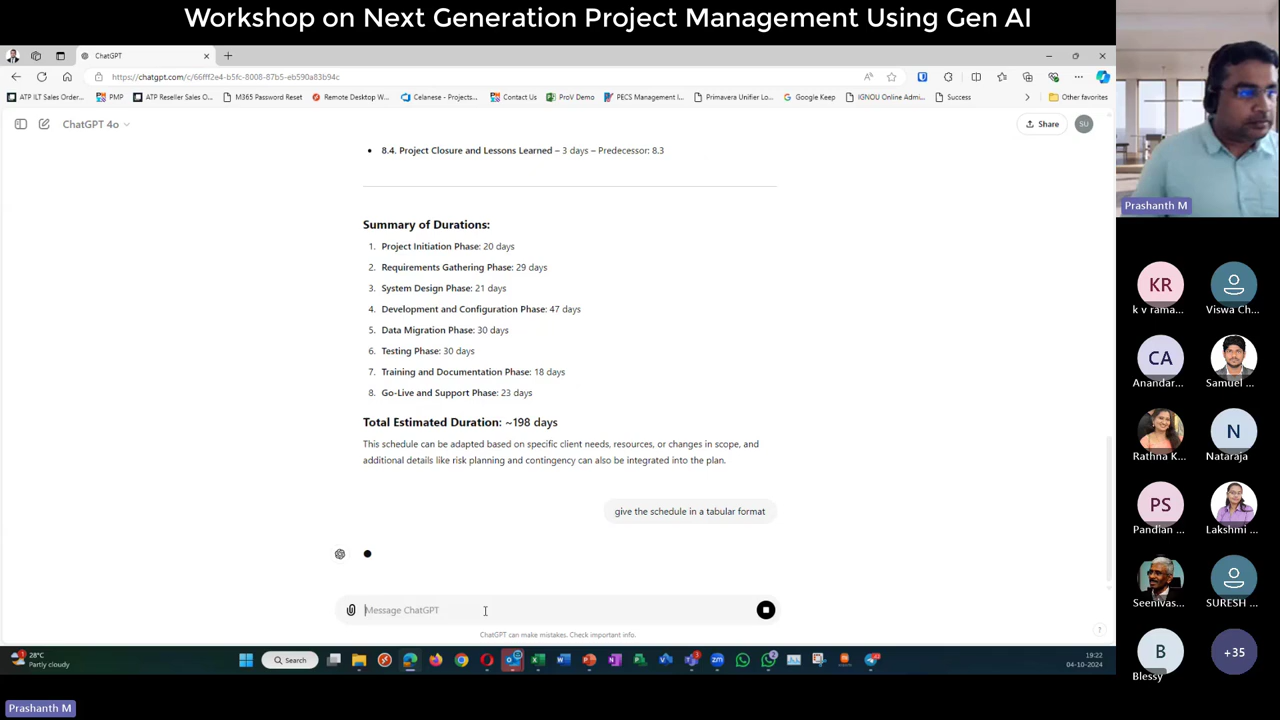 Workshop on Next Generation Project Management Using Gen AI
ChatGPT
https://chatgpt.com/c/66fff2e4-b5fc-8008-87b5-eb590a83b94c
ATP ILT Sales Order...
PMP
ATP Reseller Sales O...
M365 Password Reset
Remote Desktop W...
Celanese - Projects...
Contact Us
ProV Demo
PECS Management I...
Primavera Unifier Lo...
Google Keep
IGNOU Online Admi...
Success
Other favorites
ChatGPT 4o
Share
SU
8.4. Project Closure and Lessons Learned – 3 days – Predecessor: 8.3
Summary of Durations:
1. Project Initiation Phase: 20 days
2. Requirements Gathering Phase: 29 days
3. System Design Phase: 21 days
4. Development and Configuration Phase: 47 days
5. Data Migration Phase: 30 days
6. Testing Phase: 30 days
7. Training and Documentation Phase: 18 days
8. Go-Live and Support Phase: 23 days
Total Estimated Duration: ~198 days
This schedule can be adapted based on specific client needs, resources, or changes in scope, and
additional details like risk planning and contingency can also be integrated into the plan.
give the schedule in a tabular format
Message ChatGPT
ChatGPT can make mistakes. Check important info.
28°C
Partly cloudy
Search
19:22
04-10-2024
Prashanth M
Prashanth M
KR
k v rama...
Viswa Ch...
CA
Anandar...
Samuel ...
Rathna K...
N
Nataraja
PS
Pandian ...
Lakshmi ...
Seenivas...
SURESH ...
B
Blessy
+35